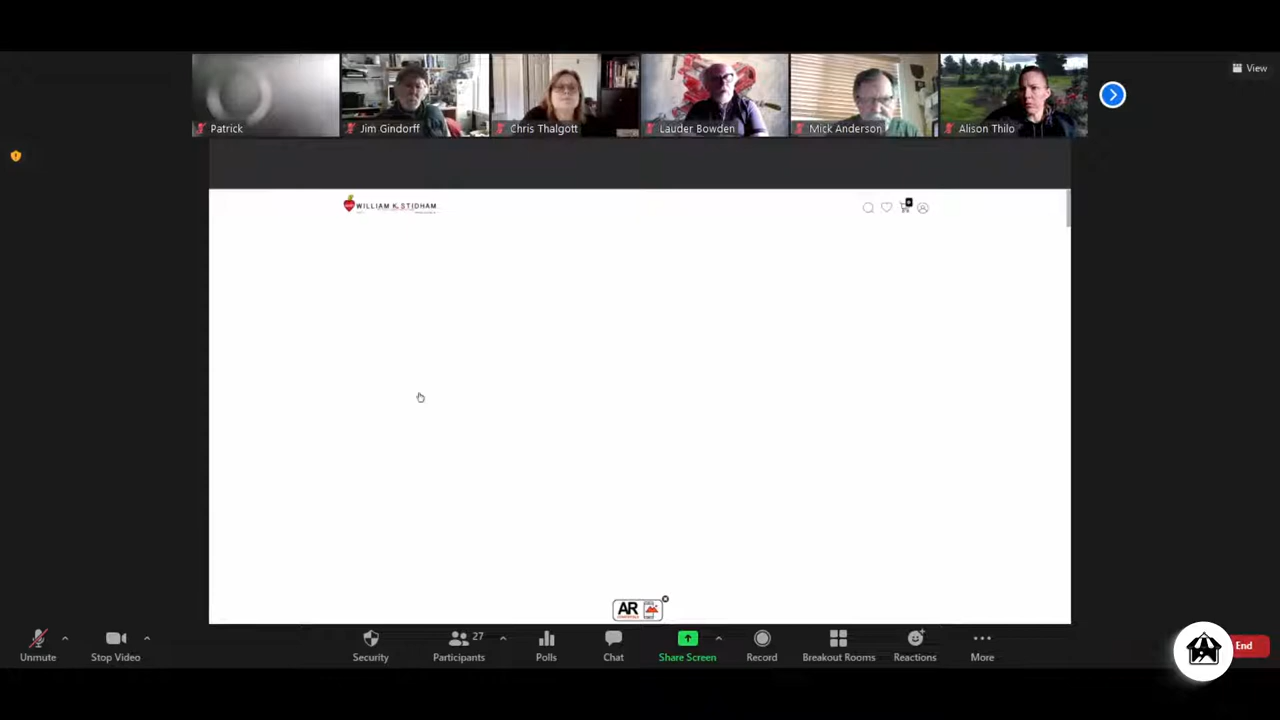 View
Patrick
Jim Gindorff
Chris Thalgott
Lauder Bowden
Mick Anderson
Alison Thilo
WILLIAM K. STIDHAM
0
AR
Unmute
Stop Video
Security
27
Participants
Polls
Chat
Share Screen
Record
Breakout Rooms
Reactions
More
End